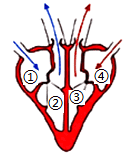 ① ④
② ③